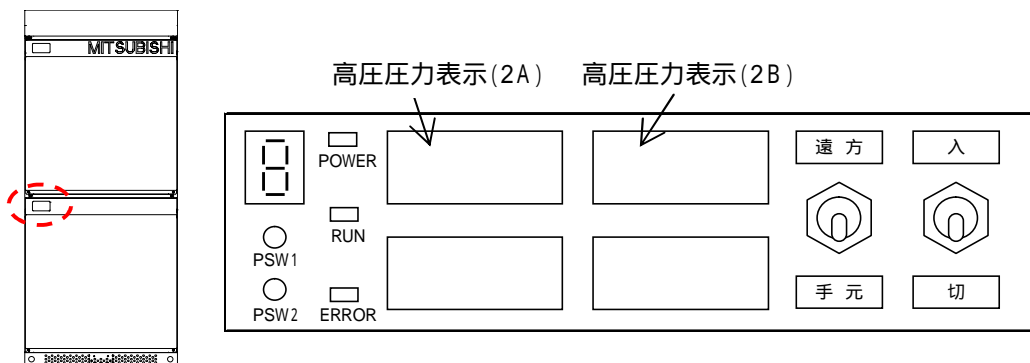 MITSUBISHI
高圧圧力表示(2A)
高圧圧力表示(2B)
8
POWER
RUN
PSW1
PSW2
ERROR
遠方
入
手元
切